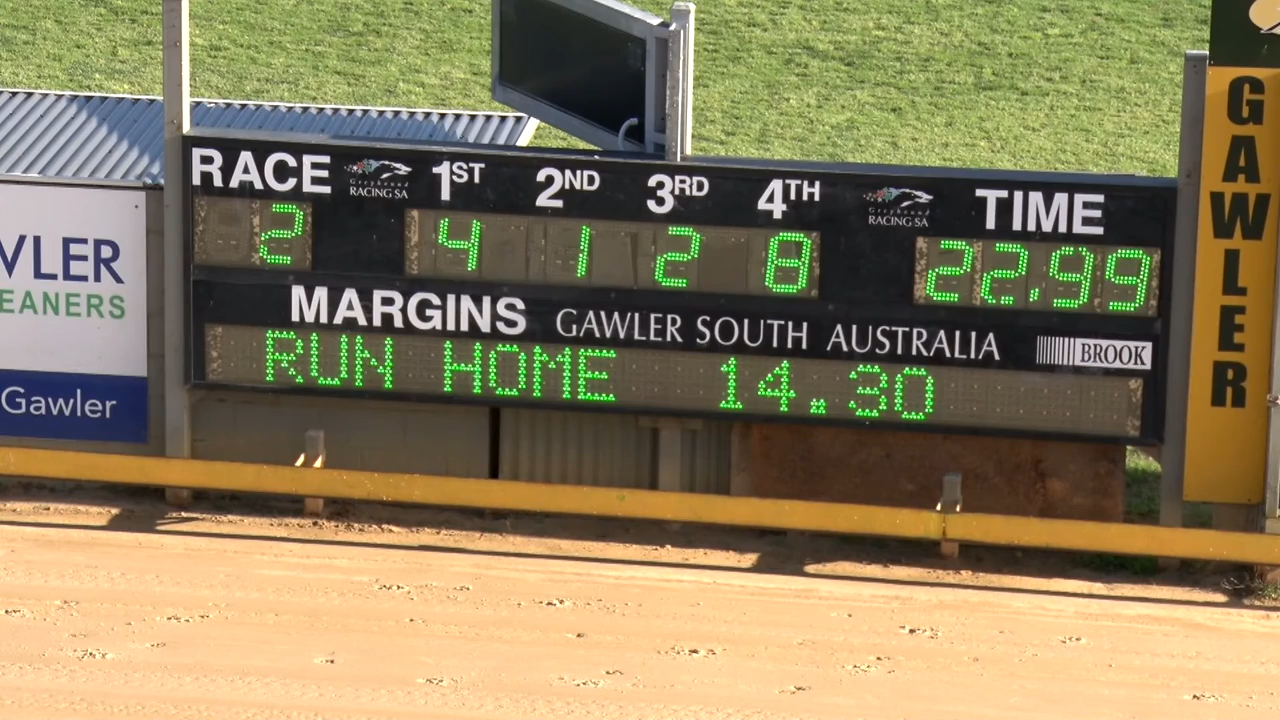 RACE Greyhound RACING SA 1ST 2ND 3RD 4TH Greyhound RACING SA TIME
2 4 1 2 8 22.99
MARGINS GAWLER SOUTH AUSTRALIA BROOK
RUN HOME 14.30
WLER
EANERS
Gawler
GAWLER